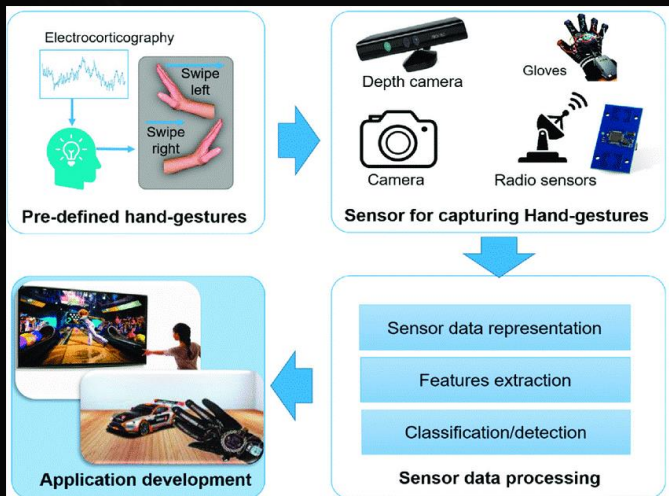 Electrocorticography
Swipe
left
Swipe
right
Pre-defined hand-gestures
Depth camera
Gloves
Camera
Radio sensors
Sensor for capturing Hand-gestures
Sensor data representation
Features extraction
Classification/detection
Sensor data processing
Application development